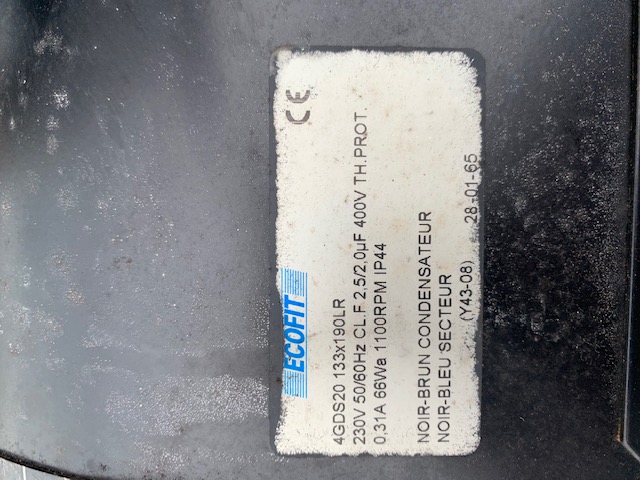 ECOFIT CE
4GDS20 133x190LR
230V 50/60Hz CL.F 2,5/2,0µF 400V TH.PROT.
0,31A 66Wa 1100RPM IP44
NOIR-BRUN CONDENSATEUR
NOIR-BLEU SECTEUR
(Y43-08) 28-01-65